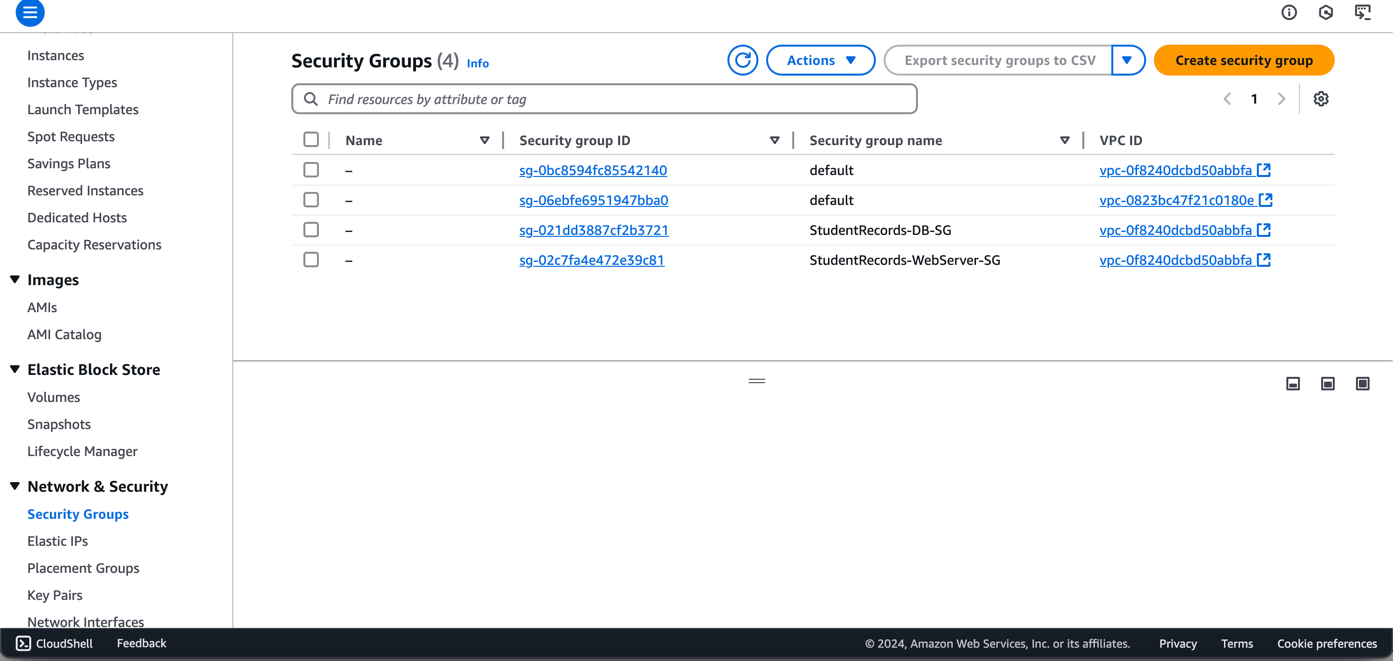 Instances
Instance Types
Launch Templates
Spot Requests
Savings Plans
Reserved Instances
Dedicated Hosts
Capacity Reservations
Images
AMIs
AMI Catalog
Elastic Block Store
Volumes
Snapshots
Lifecycle Manager
Network & Security
Security Groups
Elastic IPs
Placement Groups
Key Pairs
Network Interfaces
Security Groups (4) Info
Actions
Export security groups to CSV
Create security group
Find resources by attribute or tag
1
Name Security group ID Security group name VPC ID
– sg-0bc8594fc85542140 default vpc-0f8240dcbd50abbfa
– sg-06ebfe6951947bba0 default vpc-0823bc47f21c0180e
– sg-021dd3887cf2b3721 StudentRecords-DB-SG vpc-0f8240dcbd50abbfa
– sg-02c7fa4e472e39c81 StudentRecords-WebServer-SG vpc-0f8240dcbd50abbfa
CloudShell Feedback © 2024, Amazon Web Services, Inc. or its affiliates. Privacy Terms Cookie preferences